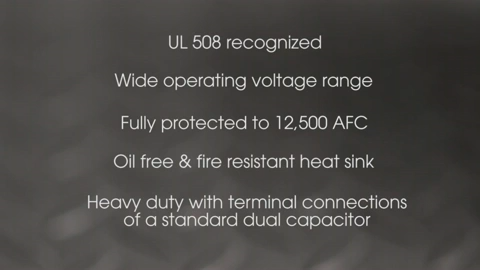 UL 508 recognized
Wide operating voltage range
Fully protected to 12,500 AFC
Oil free & fire resistant heat sink
Heavy duty with terminal connections
of a standard dual capacitor